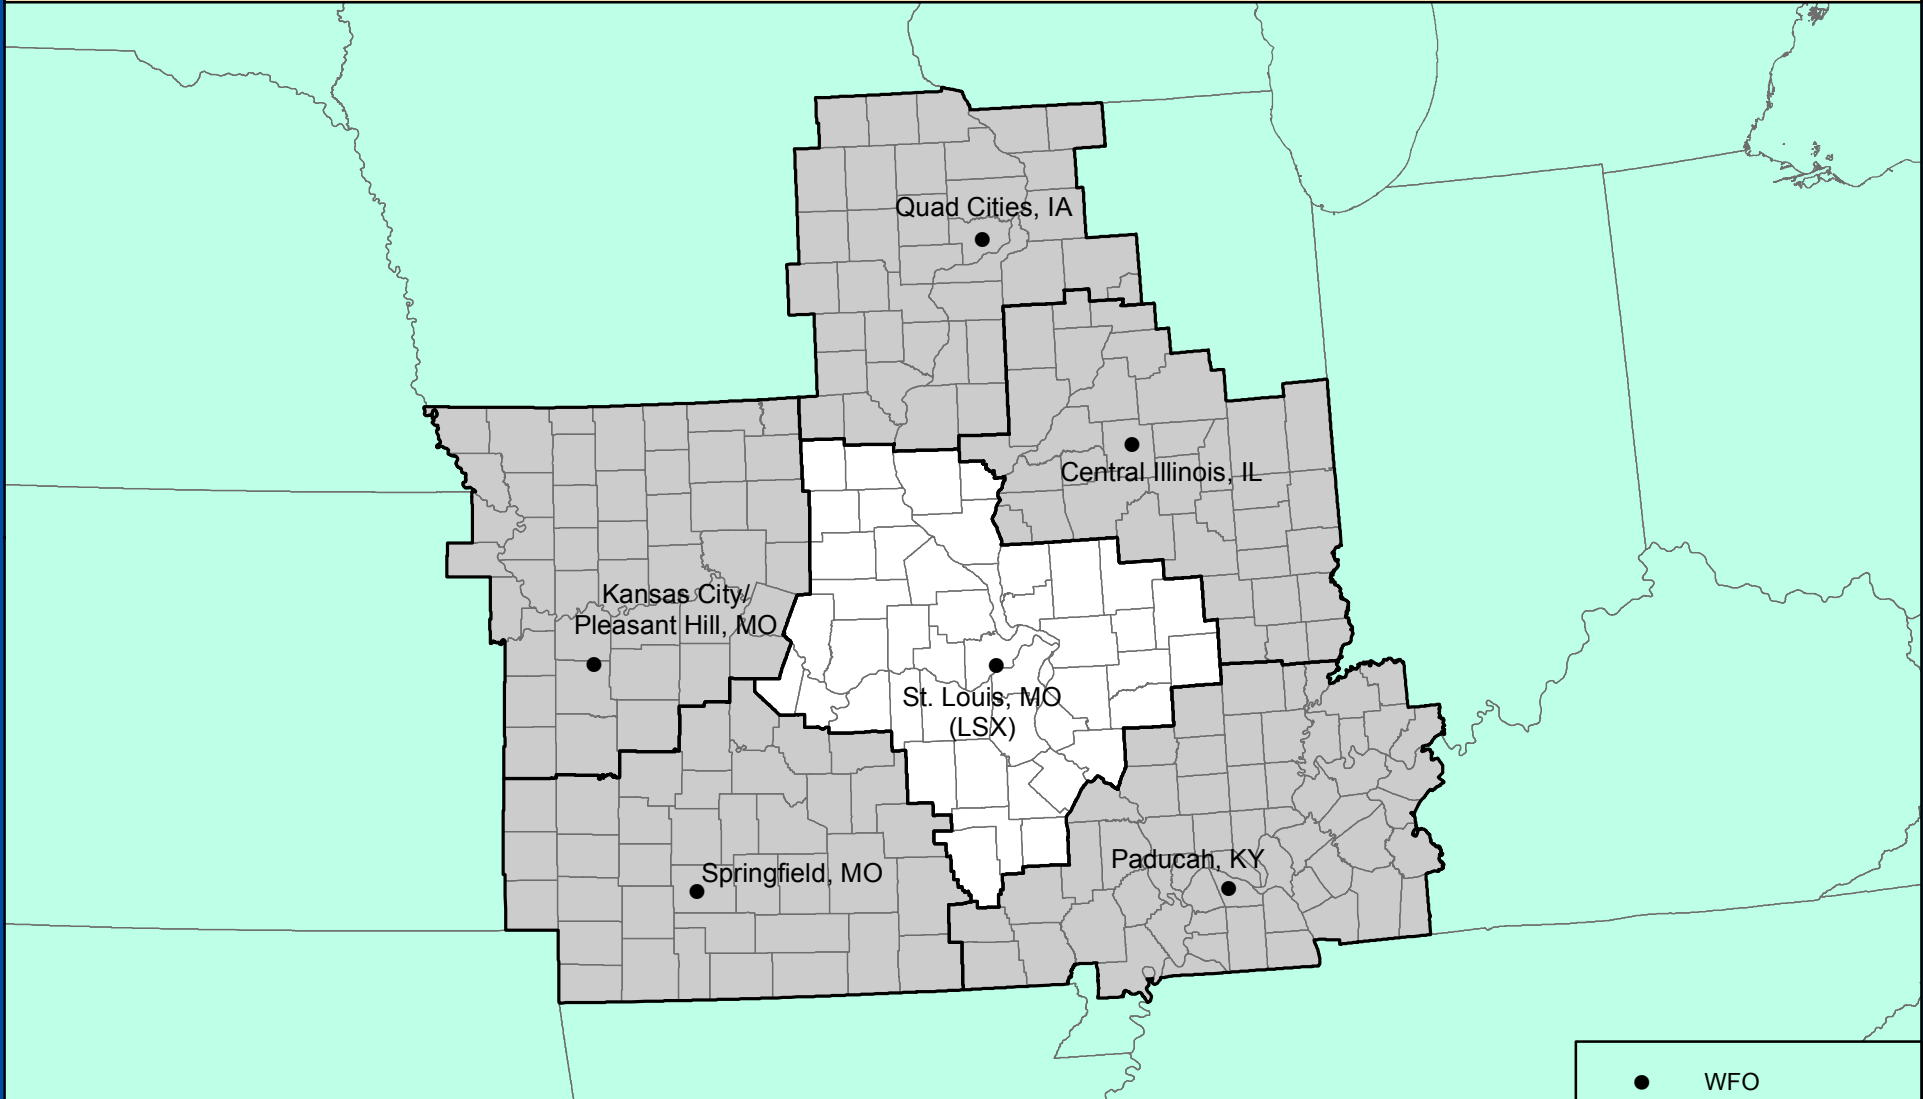 Quad Cities, IA
Central Illinois, IL
Kansas City/
Pleasant Hill, MO
St. Louis, MO
(LSX)
Springfield, MO
Paducah, KY
WFO